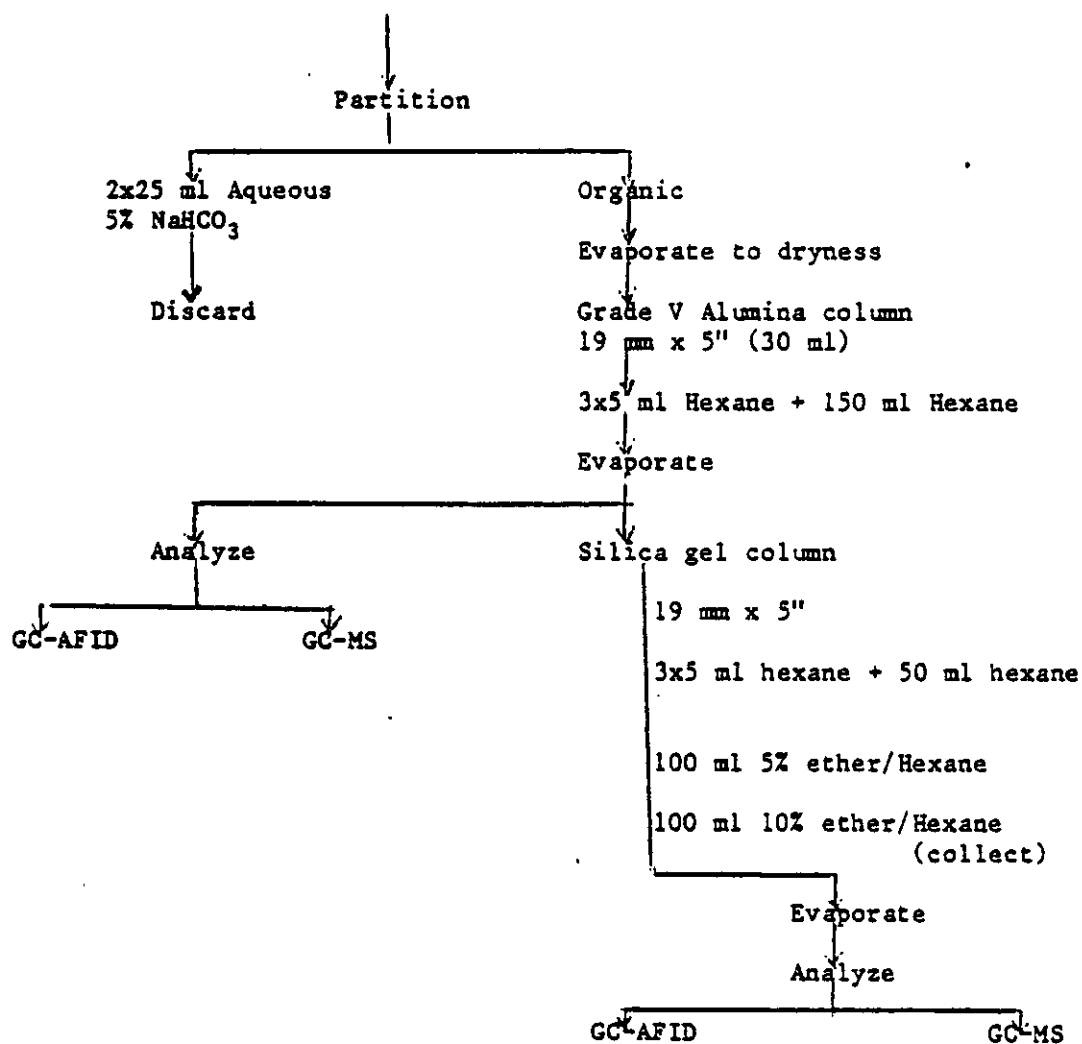 Partition
2x25 ml Aqueous
5% NaHCO3
Discard
Organic
Evaporate to dryness
Grade V Alumina column
19 mm x 5" (30 ml)
3x5 ml Hexane + 150 ml Hexane
Evaporate
Analyze
GC-AFID
GC-MS
Silica gel column
19 mm x 5"
3x5 ml hexane + 50 ml hexane
100 ml 5% ether/Hexane
100 ml 10% ether/Hexane
(collect)
Evaporate
Analyze
GC-AFID
GC-MS